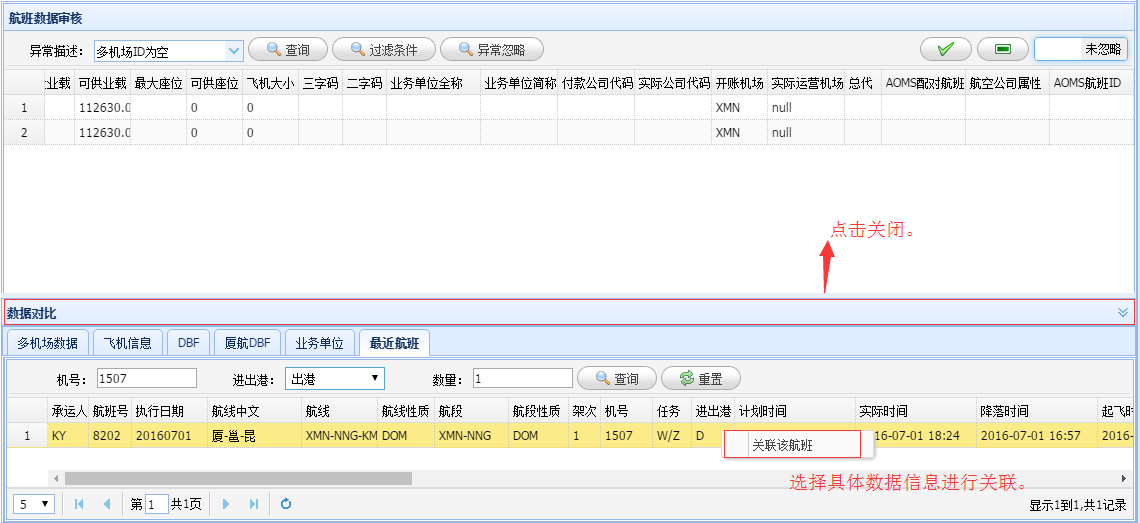 航班数据审核
异常描述： 多机场ID为空 查询 过滤条件 异常忽略 未忽略
业载 可供业载 最大座位 可供座位 飞机大小 三字码 二字码 业务单位全称 业务单位简称 付款公司代码 实际公司代码 开账机场 实际运营机场 总代 AOMS配对航班 航空公司属性 AOMS航班ID
1 112630.0 0 0 XMN null
2 112630.0 0 0 XMN null
点击关闭。
数据对比
多机场数据 飞机信息 DBF 厦航DBF 业务单位 最近航班
机号： 1507 进出港： 出港 数量： 1 查询 重置
承运人 航班号 执行日期 航线中文 航线 航线性质 航段 航段性质 架次 机号 任务 进出港 计划时间 实际时间 降落时间 起飞时
1 KY 8202 20160701 厦-邕-昆 XMN-NNG-KM DOM XMN-NNG DOM 1 1507 W/Z D 16-07-01 18:24 2016-07-01 16:57 2016-
关联该航班
选择具体数据信息进行关联。
5 第 1 共1页 显示1到1,共1记录